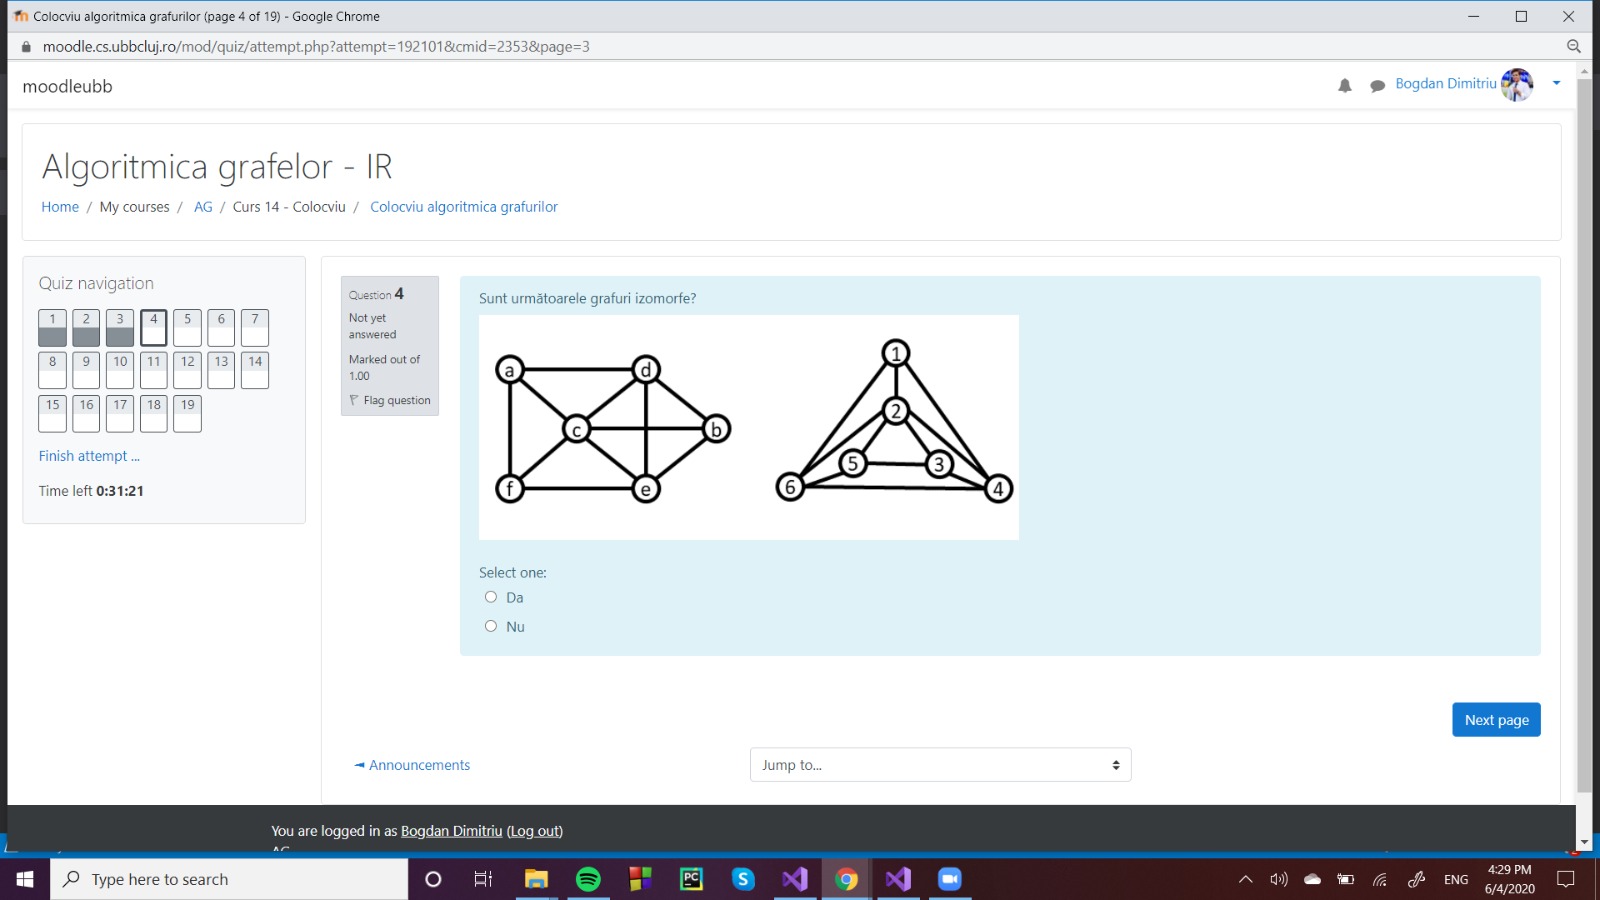 Colocviu algoritmica grafurilor (page 4 of 19) - Google Chrome
moodle.cs.ubbcluj.ro/mod/quiz/attempt.php?attempt=192101&cmid=2353&page=3
moodleubb
Bogdan Dimitriu
Algoritmica grafelor - IR
Home / My courses / AG / Curs 14 - Colocviu / Colocviu algoritmica grafurilor
Quiz navigation
1 2 3 4 5 6 7
8 9 10 11 12 13 14
15 16 17 18 19
Finish attempt ...
Time left 0:31:21
Question 4
Not yet
answered
Marked out of
1.00
Flag question
Sunt următoarele grafuri izomorfe?
a d
c b
f e
1
2
5 3
6 4
Select one:
Da
Nu
Next page
◄ Announcements
Jump to...
You are logged in as Bogdan Dimitriu (Log out)
AG
Type here to search
PC
S
ENG
4:29 PM
6/4/2020